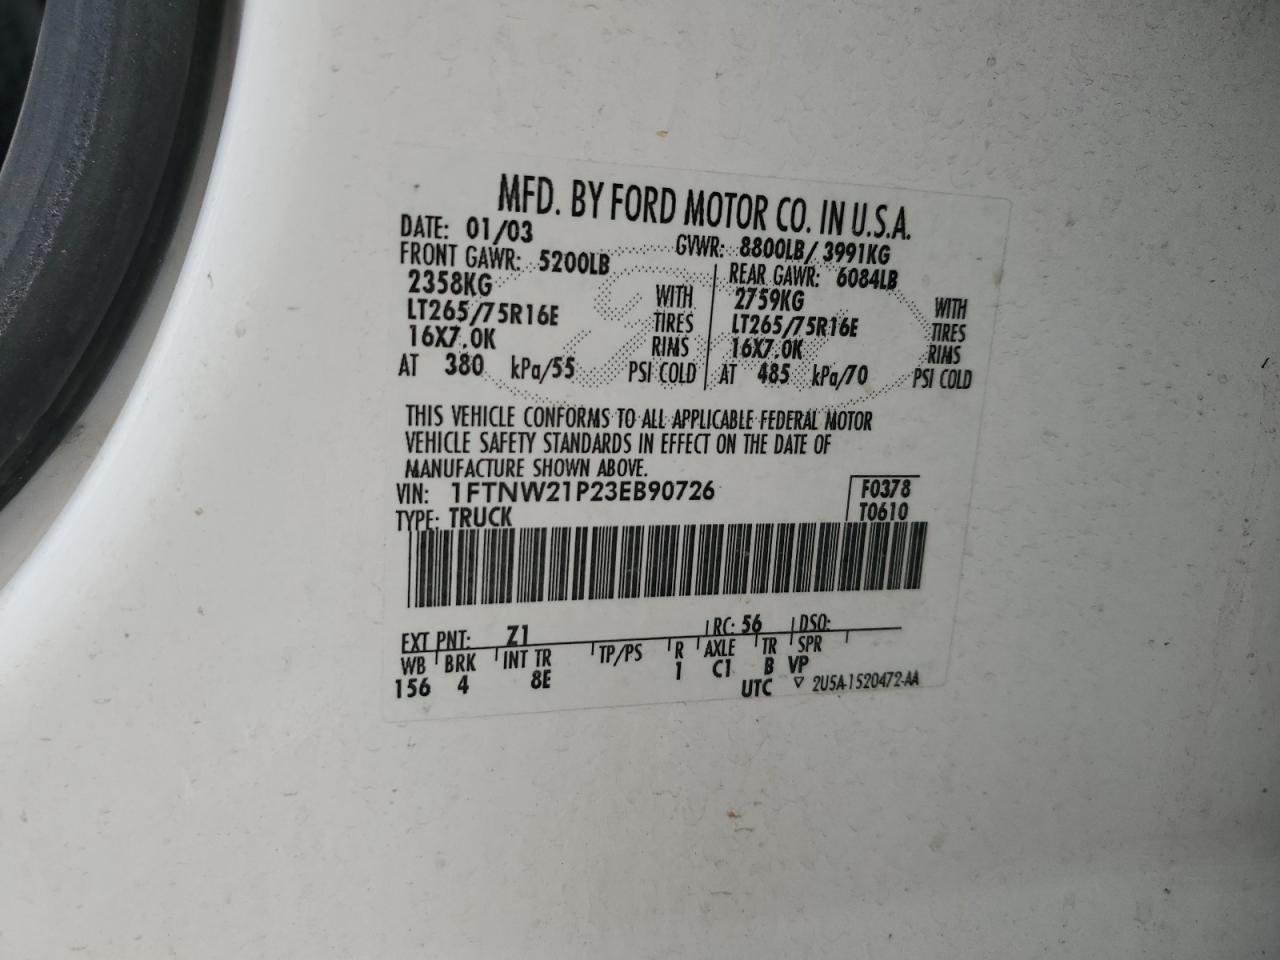 MFD. BY FORD MOTOR CO. IN U.S.A.
DATE: 01/03 GVWR: 8800LB/ 3991KG
FRONT GAWR: 5200LB REAR GAWR: 6084LB
2358KG WITH 2759KG WITH
LT265/75R16E TIRES LT265/75R16E TIRES
16X7.0K RIMS 16X7.0K RIMS
AT 380 kPa/55 PSI COLD AT 485 kPa/70 PSI COLD
THIS VEHICLE CONFORMS TO ALL APPLICABLE FEDERAL MOTOR
VEHICLE SAFETY STANDARDS IN EFFECT ON THE DATE OF
MANUFACTURE SHOWN ABOVE.
VIN: 1FTNW21P23EB90726 F0378
TYPE: TRUCK T0610
EXT PNT: Z1 RC: 56 DSO:
WB BRK INT TR TP/PS R AXLE TR SPR
156 4 8E 1 C1 B VP
UTC ▽ 2U5A-1520472-AA